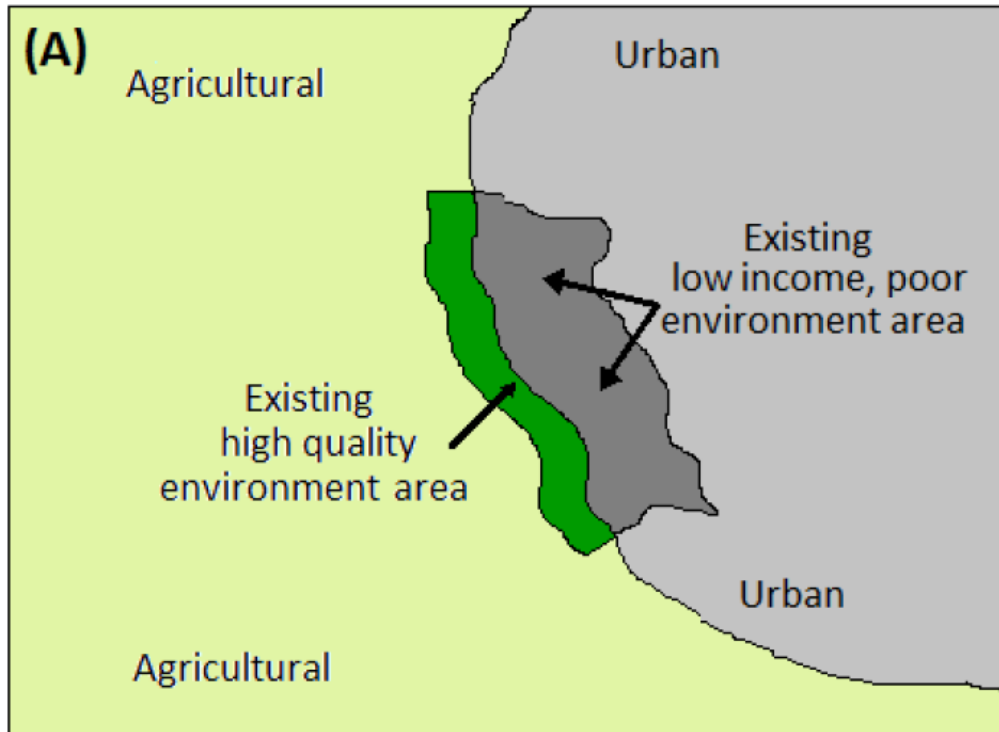 (A)
Agricultural
Urban
Existing
low income, poor
environment area
Existing
high quality
environment area
Urban
Agricultural